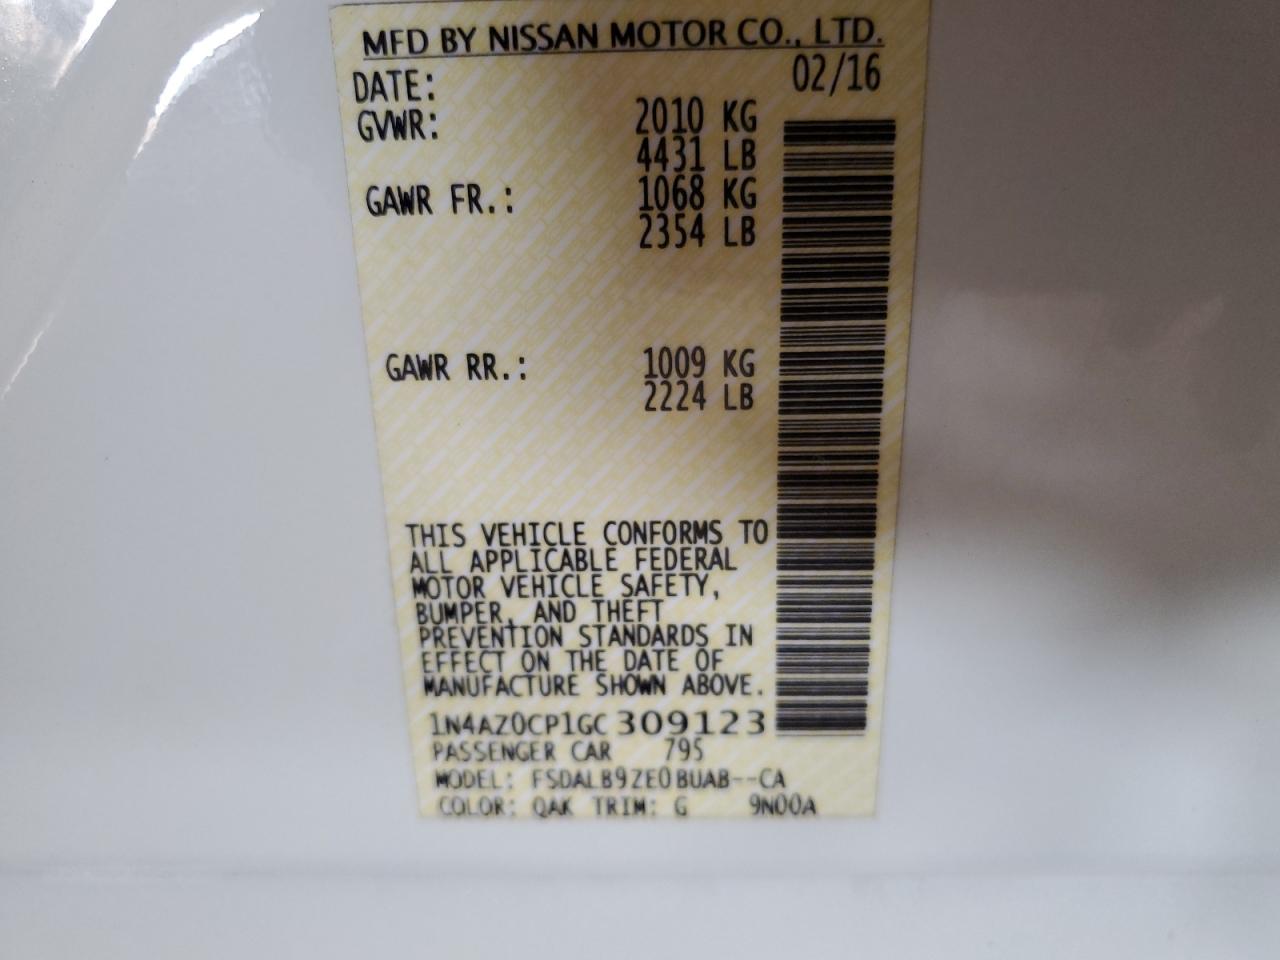 MFD BY NISSAN MOTOR CO., LTD.
DATE: 02/16
GVWR: 2010 KG
4431 LB
GAWR FR.: 1068 KG
2354 LB
GAWR RR.: 1009 KG
2224 LB
THIS VEHICLE CONFORMS TO
ALL APPLICABLE FEDERAL
MOTOR VEHICLE SAFETY,
BUMPER, AND THEFT
PREVENTION STANDARDS IN
EFFECT ON THE DATE OF
MANUFACTURE SHOWN ABOVE.
1N4AZ0CP1GC309123
PASSENGER CAR 795
MODEL: FSDALB9ZE0BUAB--CA
COLOR: QAK TRIM: G 9N00A